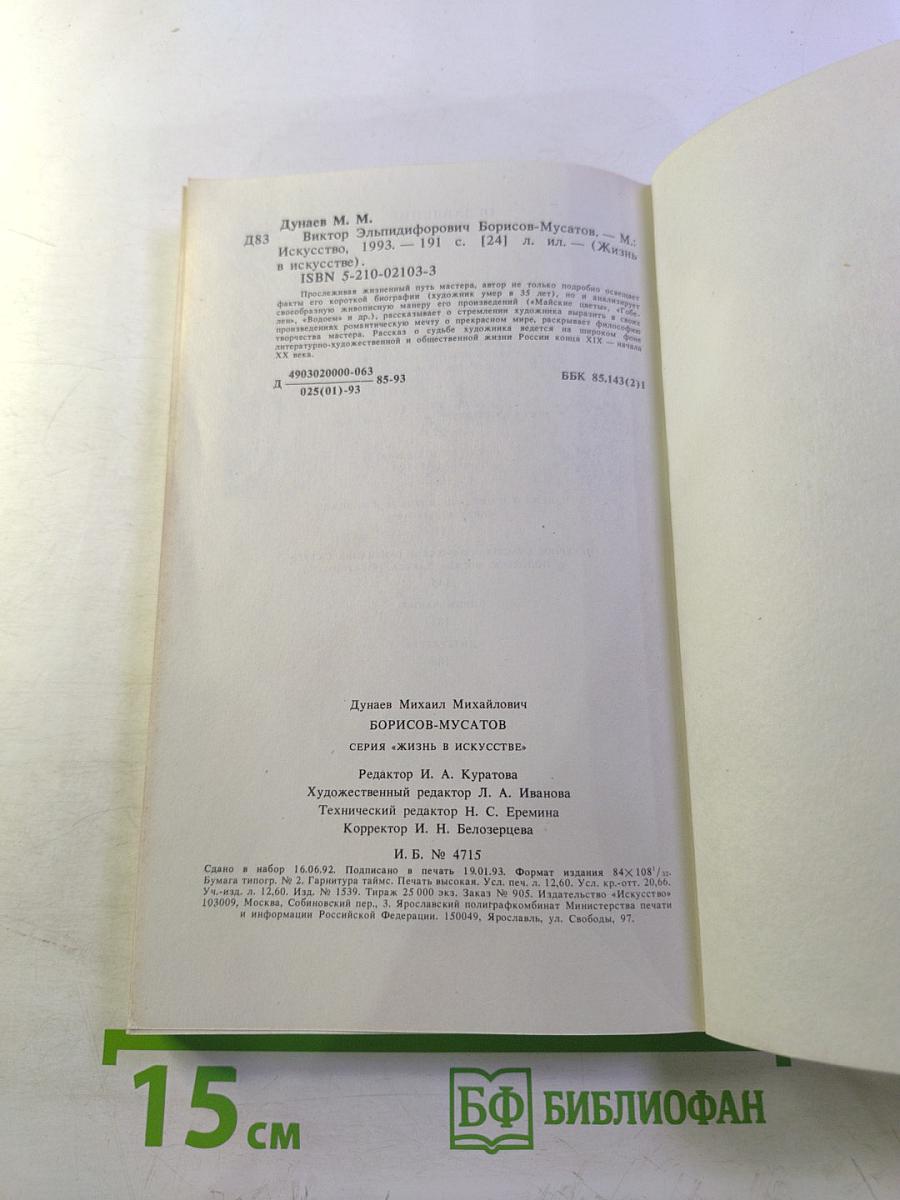 Дунаев М. М.
Д83 Виктор Эльпидифорович Борисов-Мусатов. — М.:
Искусство, 1993. — 191 с. [24] л. ил. — (Жизнь
в искусстве).
ISBN 5-210-02103-3
Прослеживая жизненный путь мастера, автор не только подробно освещает
факты его короткой биографии (художник умер в 35 лет), но и анализирует
своеобразную живописную манеру его произведений («Майские цветы», «Гобе-
лен», «Водоем» и др.), рассказывает о стремлении художника выразить в своих
произведениях романтическую мечту о прекрасном мире, раскрывает философию
творчества мастера. Рассказ о судьбе художника ведется на широком фоне
литературно-художественной и общественной жизни России конца XIX — начала
XX века.
4903020000-063
Д 85-93 ББК 85.143(2)1
025(01)-93
Дунаев Михаил Михайлович
БОРИСОВ-МУСАТОВ
СЕРИЯ «ЖИЗНЬ В ИСКУССТВЕ»
Редактор И. А. Куратова
Художественный редактор Л. А. Иванова
Технический редактор Н. С. Еремина
Корректор И. Н. Белозерцева
И. Б. № 4715
Сдано в набор 16.06.92. Подписано в печать 19.01.93. Формат издания 84×108¹/₃₂.
Бумага типогр. № 2. Гарнитура таймс. Печать высокая. Усл. печ. л. 12,60. Усл. кр.-отт. 20,66.
Уч.-изд. л. 12,60. Изд. № 1539. Тираж 25 000 экз. Заказ № 905. Издательство «Искусство»
103009, Москва, Собиновский пер., 3. Ярославский полиграфкомбинат Министерства печати
и информации Российской Федерации. 150049, Ярославль, ул. Свободы, 97.
15 см БФ БИБЛИОФАН